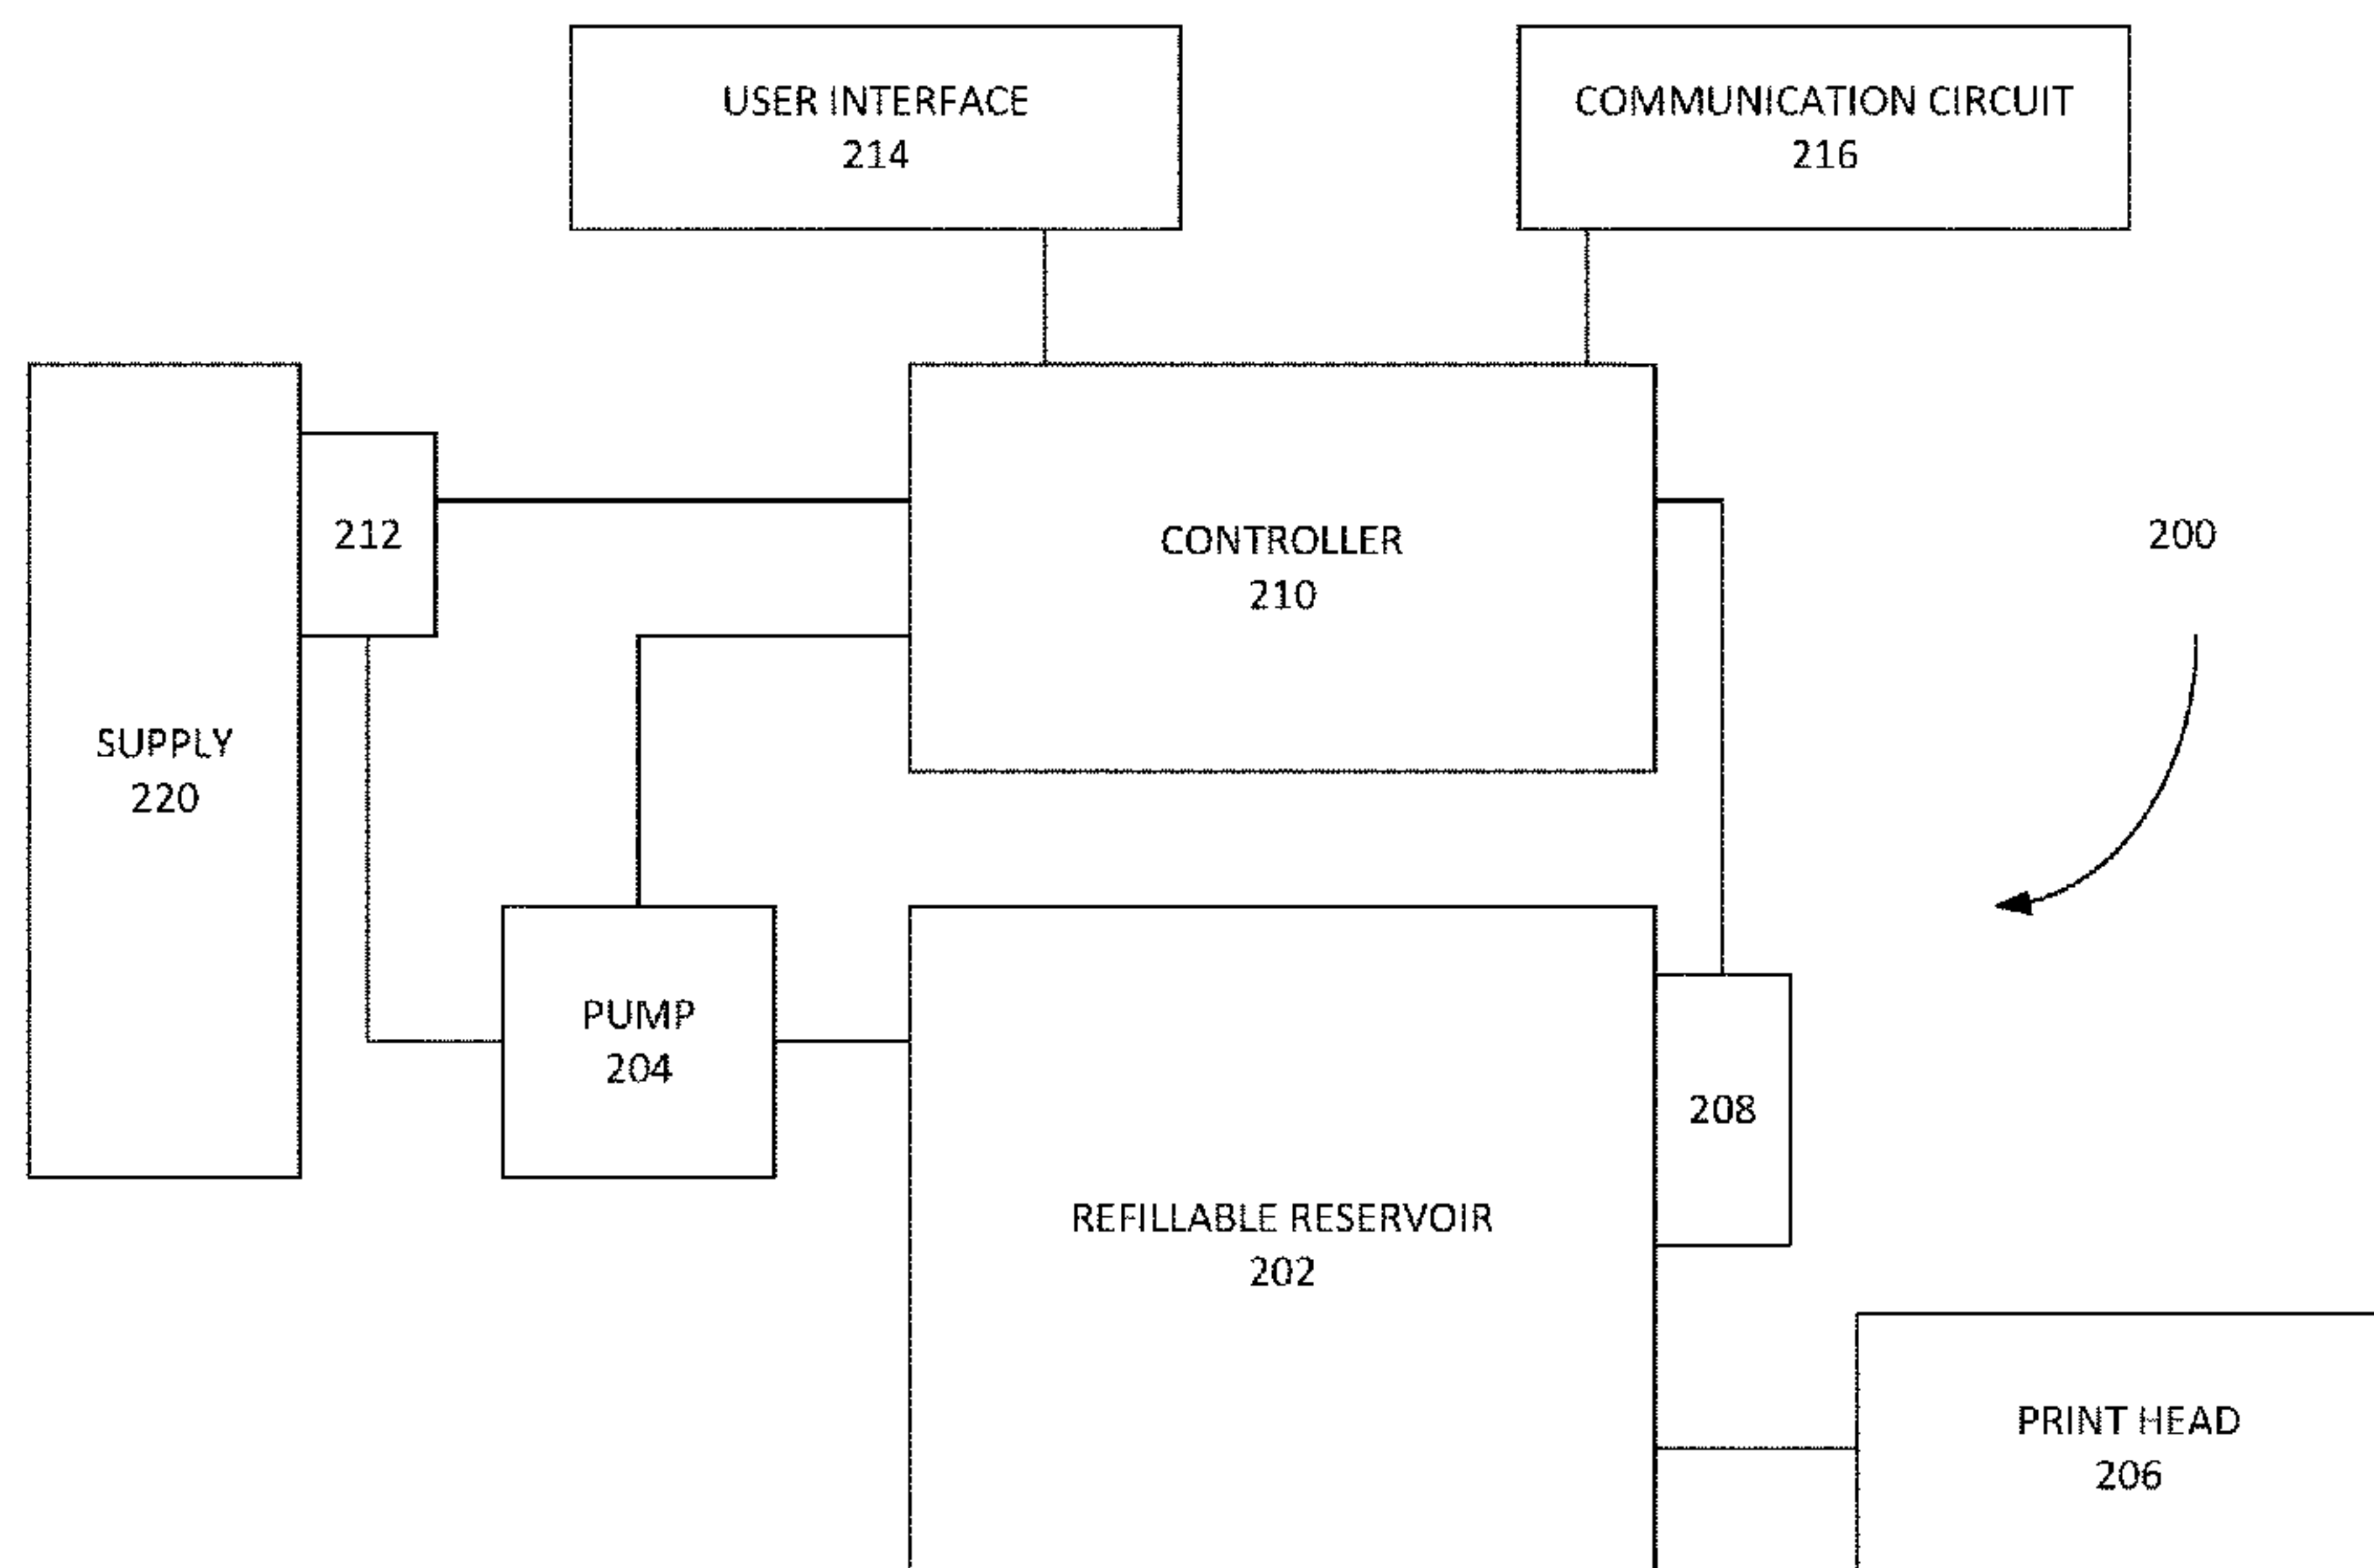 USER INTERFACE
214
COMMUNICATION CIRCUIT
216
212
CONTROLLER
210
200
SUPPLY
220
PUMP
204
208
REFILLABLE RESERVOIR
202
PRINT HEAD
206